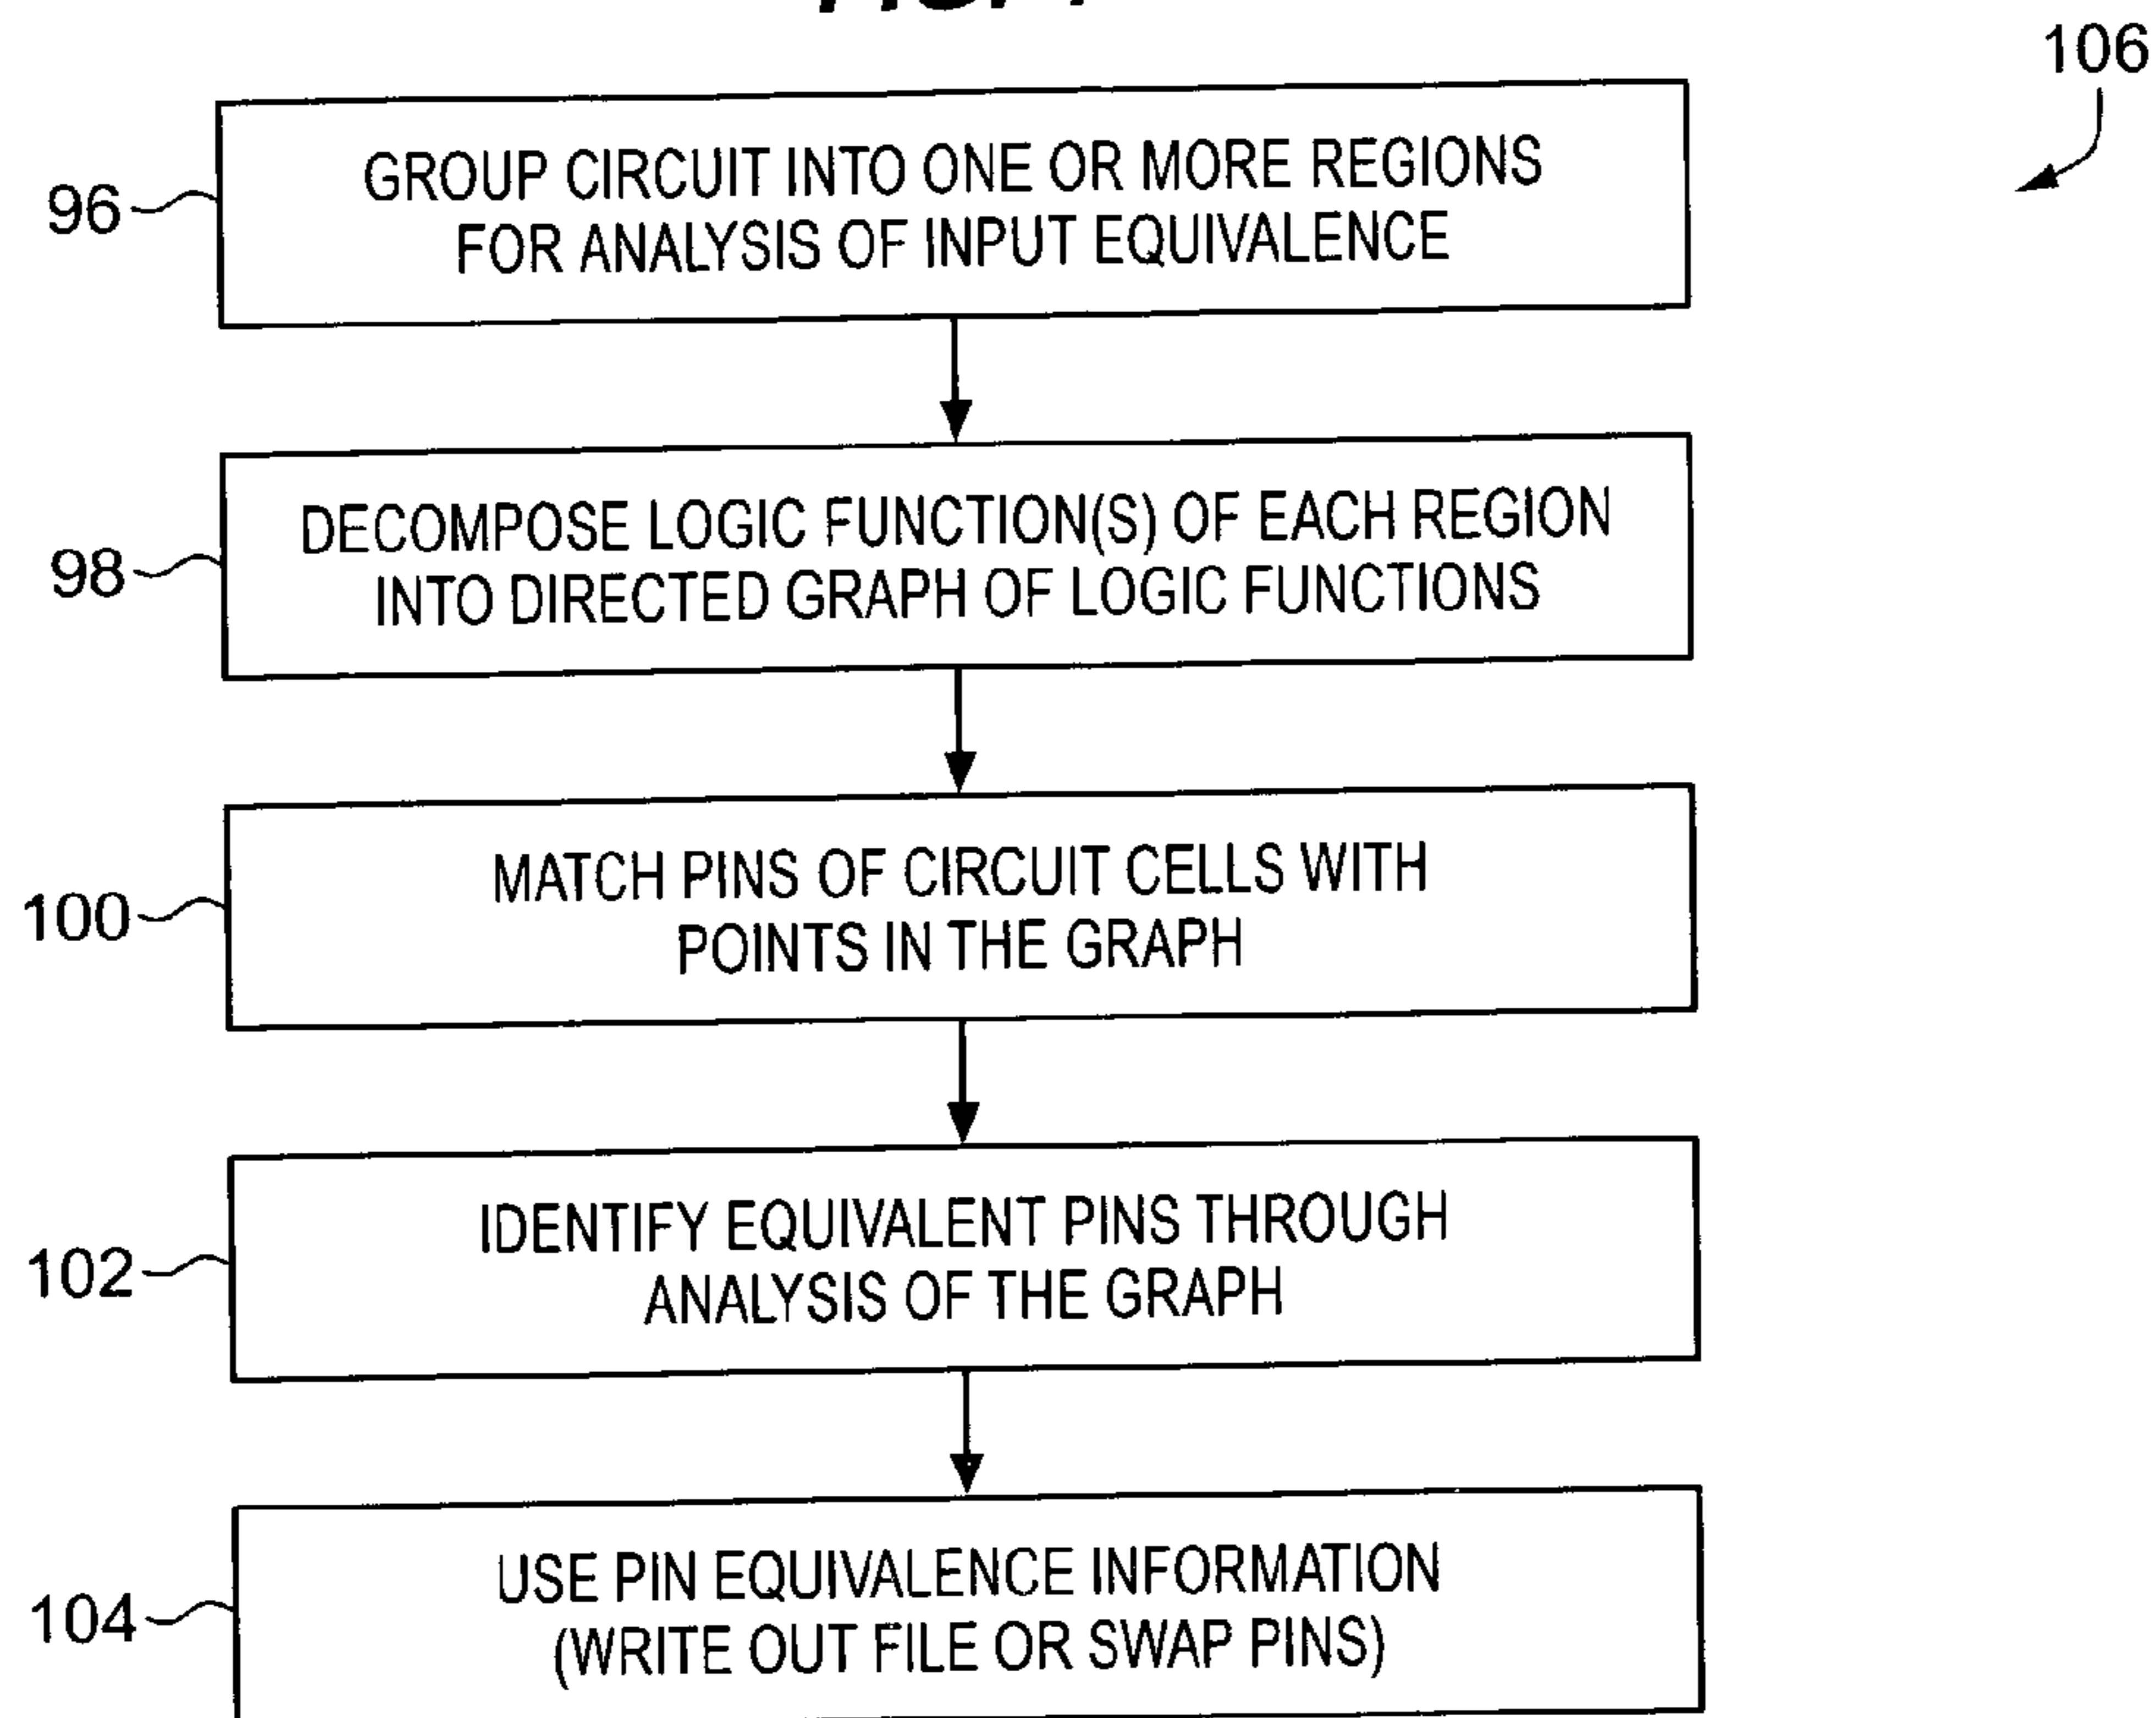 106
96
GROUP CIRCUIT INTO ONE OR MORE REGIONS
FOR ANALYSIS OF INPUT EQUIVALENCE
98
DECOMPOSE LOGIC FUNCTION(S) OF EACH REGION
INTO DIRECTED GRAPH OF LOGIC FUNCTIONS
100
MATCH PINS OF CIRCUIT CELLS WITH
POINTS IN THE GRAPH
102
IDENTIFY EQUIVALENT PINS THROUGH
ANALYSIS OF THE GRAPH
104
USE PIN EQUIVALENCE INFORMATION
(WRITE OUT FILE OR SWAP PINS)